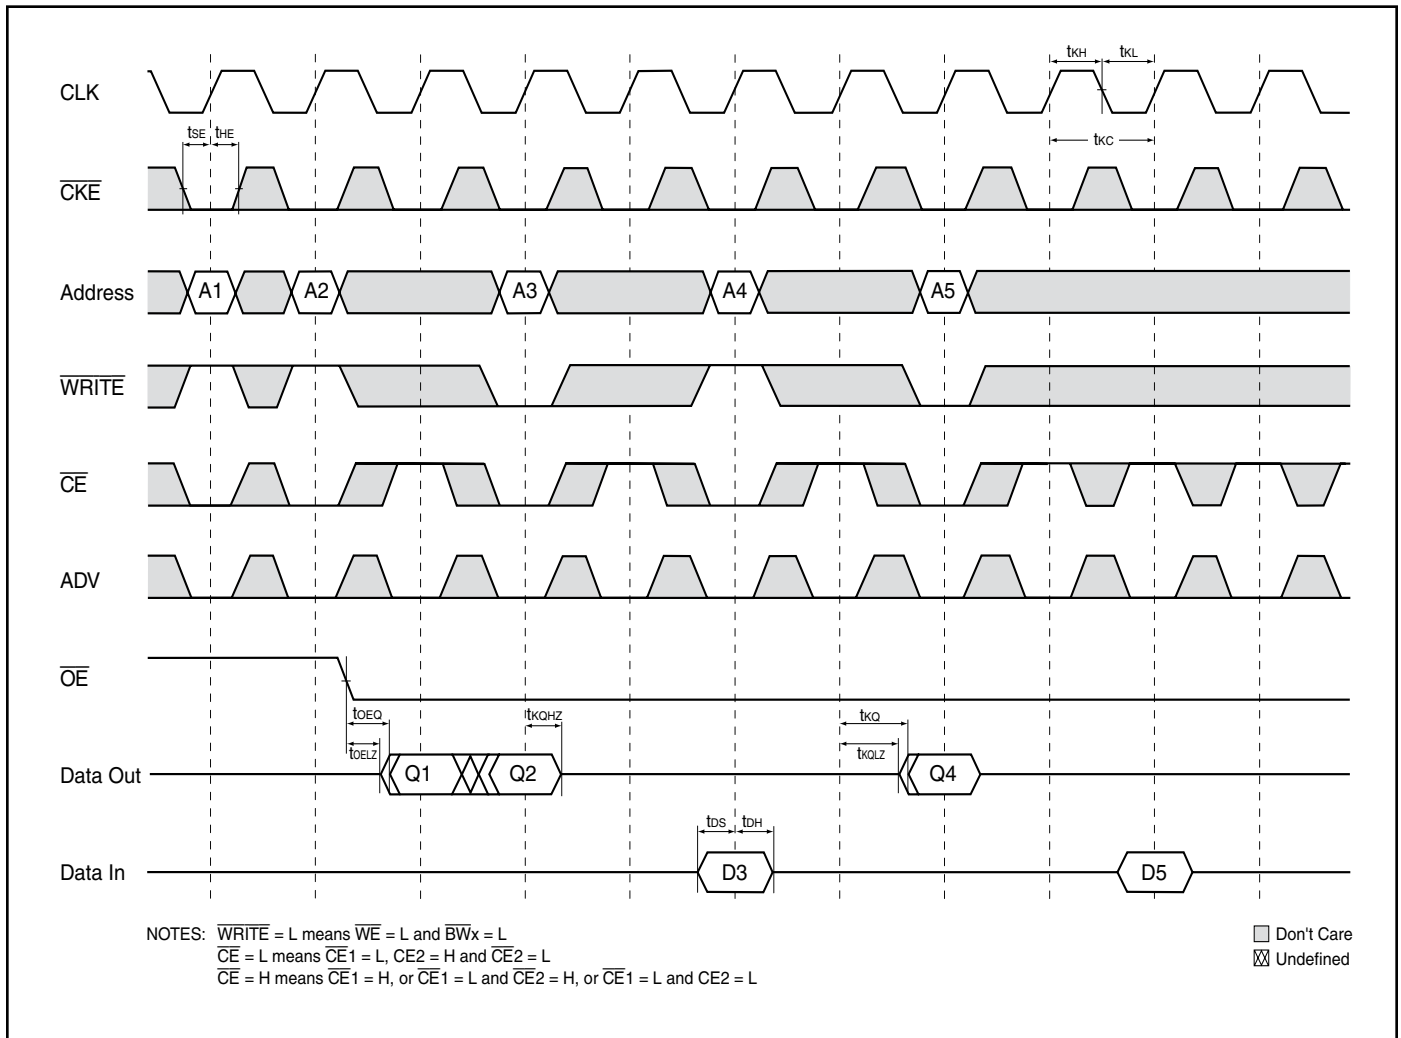 tKH tKL
CLK
tSE tHE
tKC
CKE
Address A1 A2 A3 A4 A5
WRITE
CE
ADV
OE
tOEQ tKQHZ tKQ
tOELZ tKQLZ
Data Out Q1 Q2 Q4
tDS tDH
Data In D3 D5
NOTES: WRITE = L means WE = L and BWx = L
CE = L means CE1 = L, CE2 = H and CE2 = L
CE = H means CE1 = H, or CE1 = L and CE2 = H, or CE1 = L and CE2 = L
Don't Care
Undefined